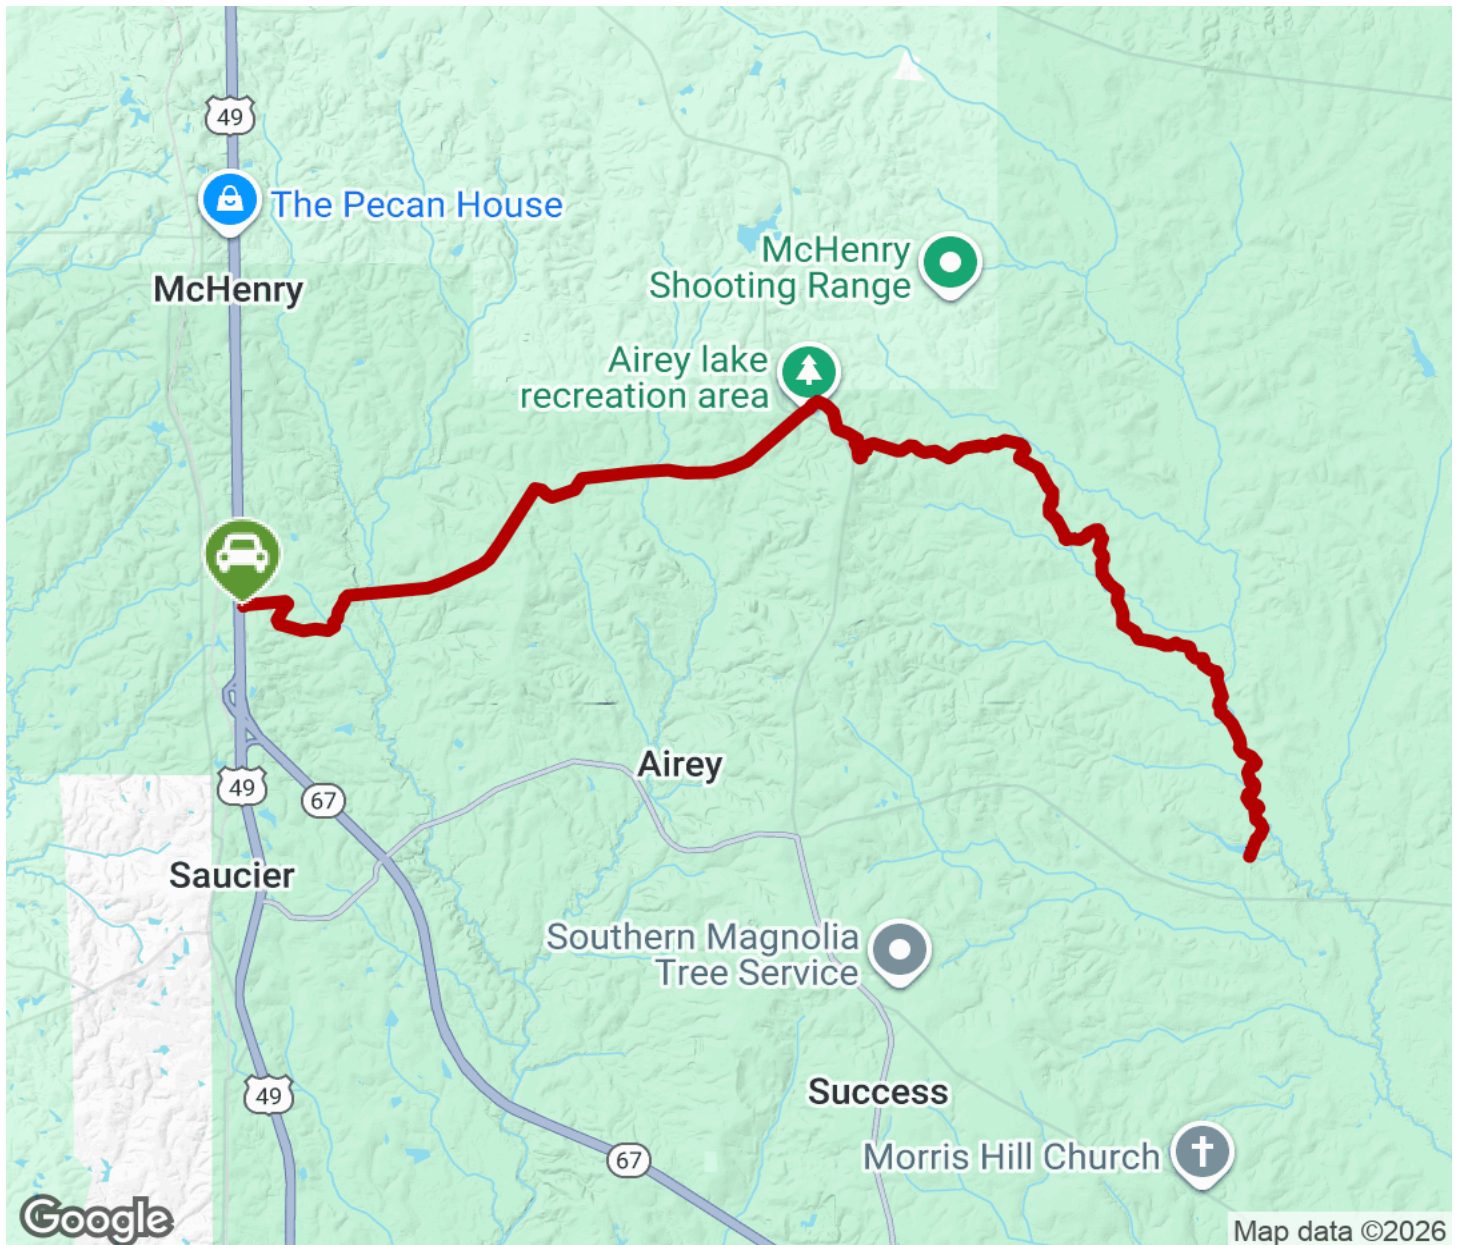 49
The Pecan House
McHenry
McHenry
Shooting Range
Airey lake
recreation area
Airey
49
67
Saucier
Southern Magnolia
Tree Service
49
Success
67
Morris Hill Church
Google
Map data ©2026